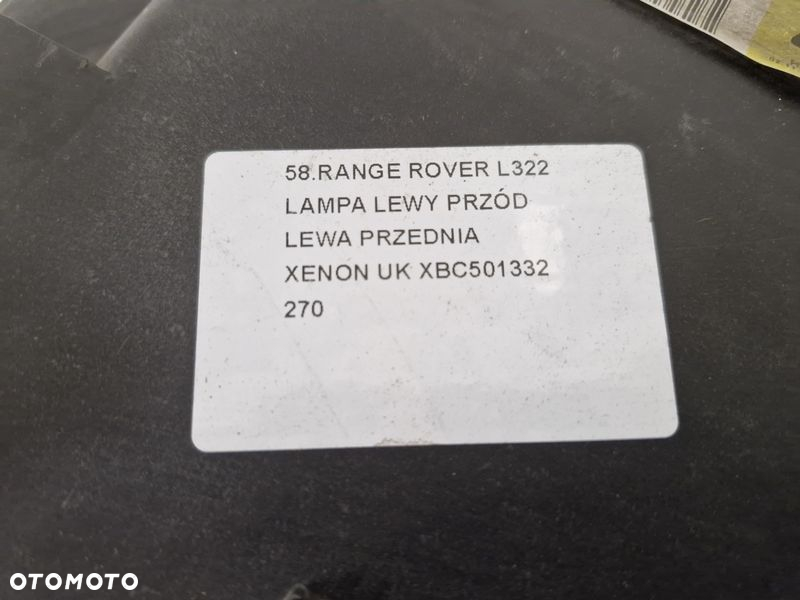 58.RANGE ROVER L322
LAMPA LEWY PRZÓD
LEWA PRZEDNIA
XENON UK XBC501332
270
OTOMOTO